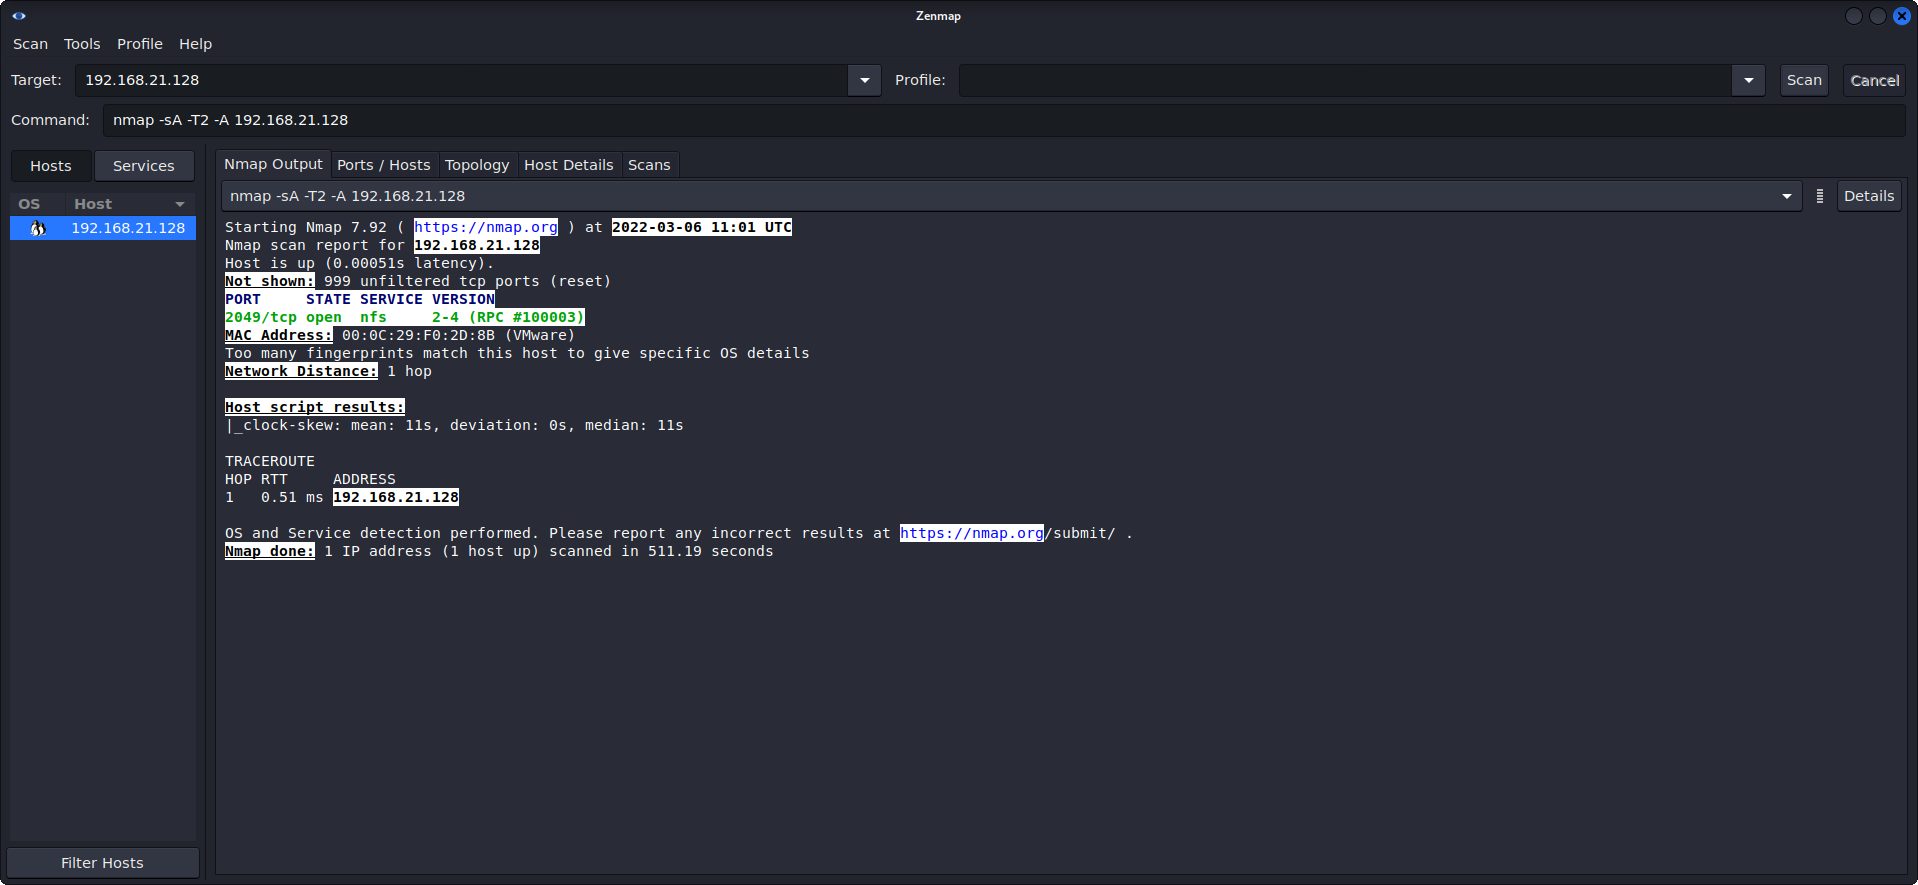 Zenmap
Scan Tools Profile Help
Target: 192.168.21.128 Profile: Scan Cancel
Command: nmap -sA -T2 -A 192.168.21.128
Hosts Services
OS Host
192.168.21.128
Nmap Output Ports / Hosts Topology Host Details Scans
nmap -sA -T2 -A 192.168.21.128 Details
Starting Nmap 7.92 ( https://nmap.org ) at 2022-03-06 11:01 UTC
Nmap scan report for 192.168.21.128
Host is up (0.00051s latency).
Not shown: 999 unfiltered tcp ports (reset)
PORT     STATE SERVICE VERSION
2049/tcp open  nfs     2-4 (RPC #100003)
MAC Address: 00:0C:29:F0:2D:8B (VMware)
Too many fingerprints match this host to give specific OS details
Network Distance: 1 hop
Host script results:
|_clock-skew: mean: 11s, deviation: 0s, median: 11s
TRACEROUTE
HOP RTT     ADDRESS
1   0.51 ms 192.168.21.128
OS and Service detection performed. Please report any incorrect results at https://nmap.org/submit/ .
Nmap done: 1 IP address (1 host up) scanned in 511.19 seconds
Filter Hosts